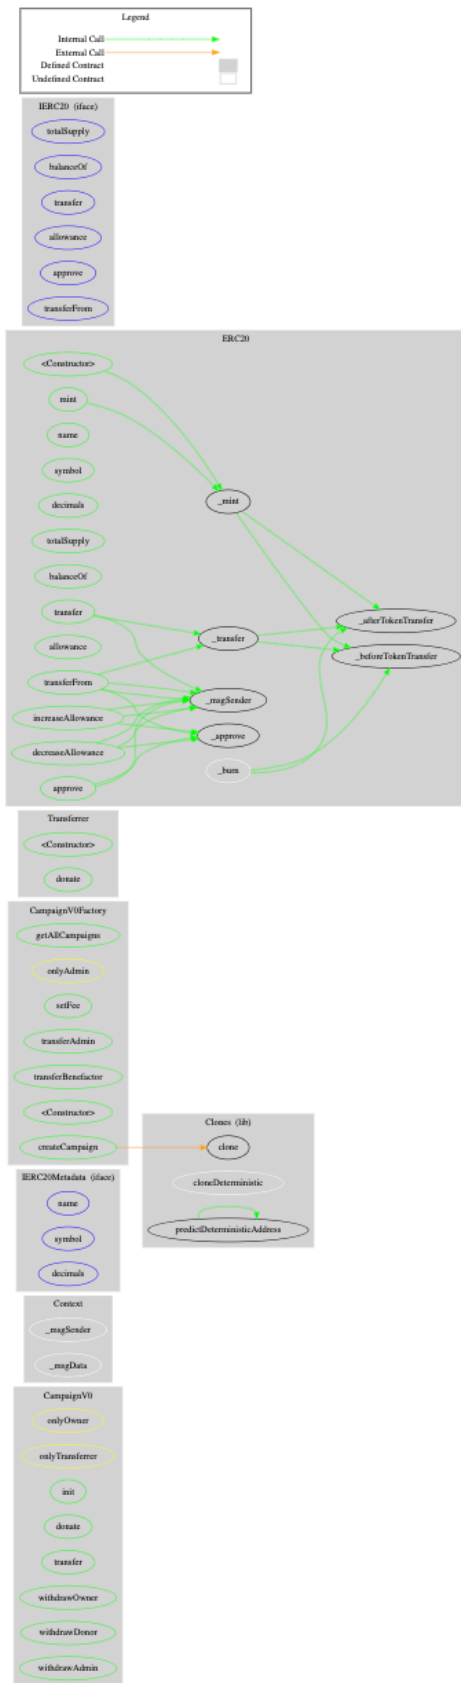 Legend
Internal Call
External Call
Defined Contract
Undefined Contract
IERC20 (iface)
totalSupply
balanceOf
transfer
allowance
approve
transferFrom
ERC20
<Constructor>
mint
name
symbol
decimals
totalSupply
balanceOf
transfer
allowance
transferFrom
increaseAllowance
decreaseAllowance
approve
_mint
_transfer
_msgSender
_approve
_burn
_afterTokenTransfer
_beforeTokenTransfer
Transferrer
<Constructor>
donate
CampaignV0Factory
getAllCampaigns
onlyAdmin
setFee
transferAdmin
transferBenefactor
<Constructor>
createCampaign
Clones (lib)
clone
cloneDeterministic
predictDeterministicAddress
IERC20Metadata (iface)
name
symbol
decimals
Context
_msgSender
_msgData
CampaignV0
onlyOwner
onlyTransferrer
init
donate
transfer
withdrawOwner
withdrawDonor
withdrawAdmin